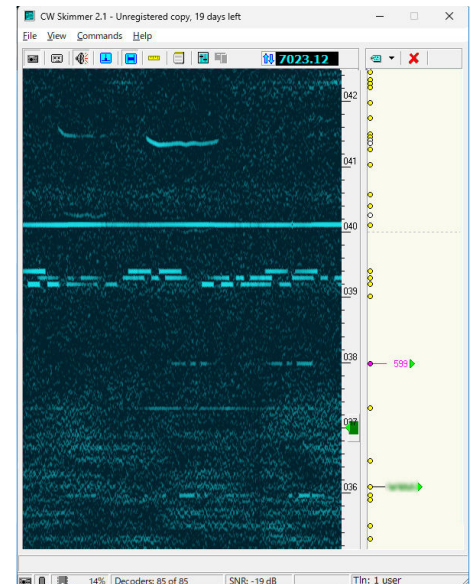 CW Skimmer 2.1 - Unregistered copy, 19 days left
File View Commands Help
7023.12
042
041
040
039
038
599
037
036
14%
Decoders: 85 of 85
SNR: -19 dB
Tln: 1 user